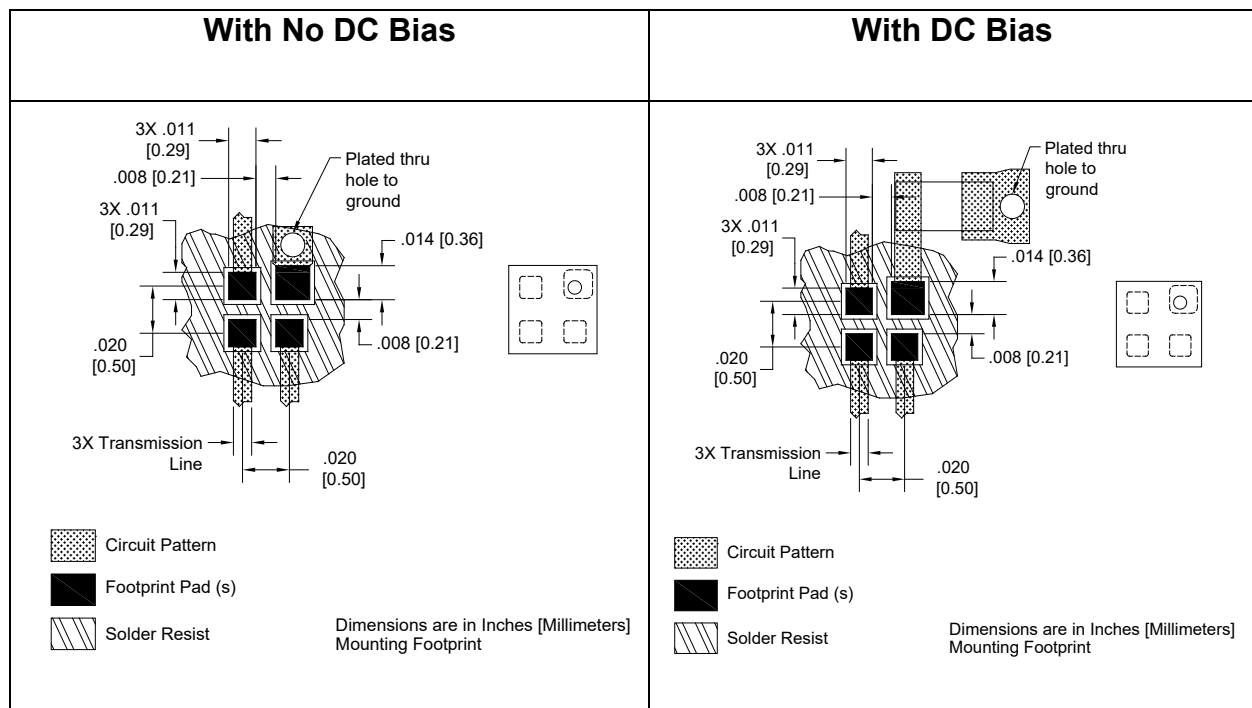 With No DC Bias
With DC Bias
3X .011
[0.29]
.008 [0.21]
3X .011
[0.29]
Plated thru
hole to
ground
.014 [0.36]
.008 [0.21]
.020
[0.50]
3X Transmission
Line
.020
[0.50]
Circuit Pattern
Footprint Pad (s)
Solder Resist
Dimensions are in Inches [Millimeters]
Mounting Footprint
3X .011
[0.29]
.008 [0.21]
3X .011
[0.29]
Plated thru
hole to
ground
.014 [0.36]
.008 [0.21]
.020
[0.50]
3X Transmission
Line
.020
[0.50]
Circuit Pattern
Footprint Pad (s)
Solder Resist
Dimensions are in Inches [Millimeters]
Mounting Footprint